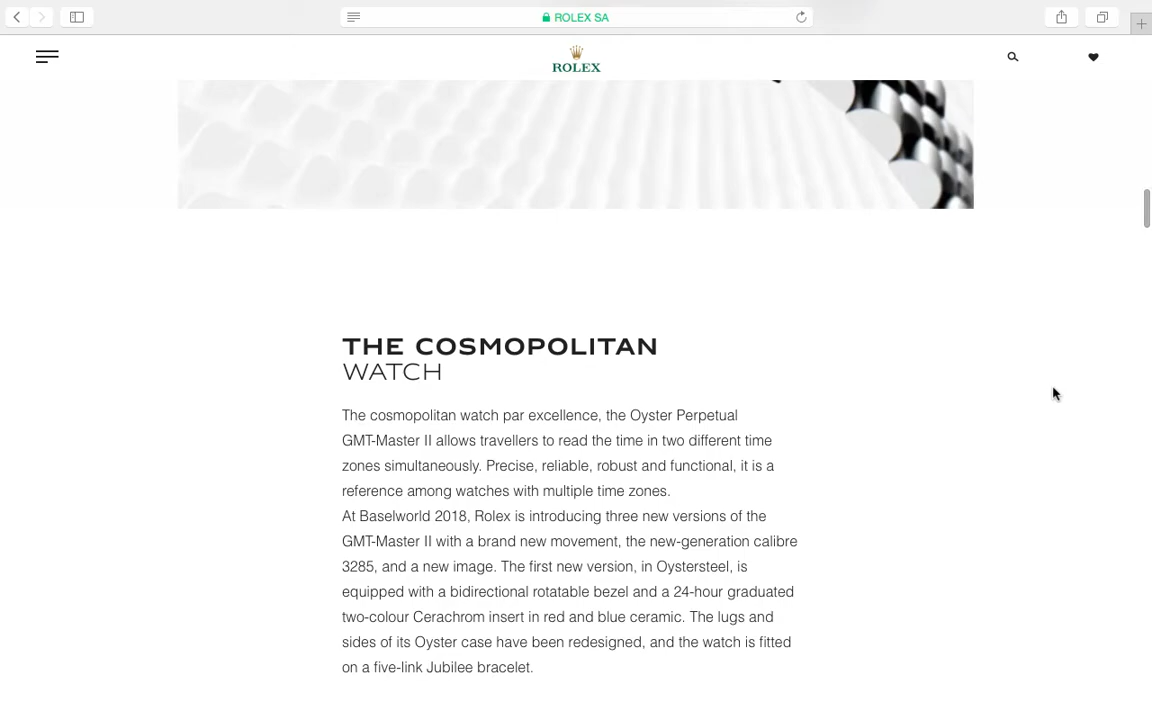 ROLEX SA
ROLEX
THE COSMOPOLITAN
WATCH
The cosmopolitan watch par excellence, the Oyster Perpetual
GMT-Master II allows travellers to read the time in two different time
zones simultaneously. Precise, reliable, robust and functional, it is a
reference among watches with multiple time zones.
At Baselworld 2018, Rolex is introducing three new versions of the
GMT-Master II with a brand new movement, the new-generation calibre
3285, and a new image. The first new version, in Oystersteel, is
equipped with a bidirectional rotatable bezel and a 24-hour graduated
two-colour Cerachrom insert in red and blue ceramic. The lugs and
sides of its Oyster case have been redesigned, and the watch is fitted
on a five-link Jubilee bracelet.